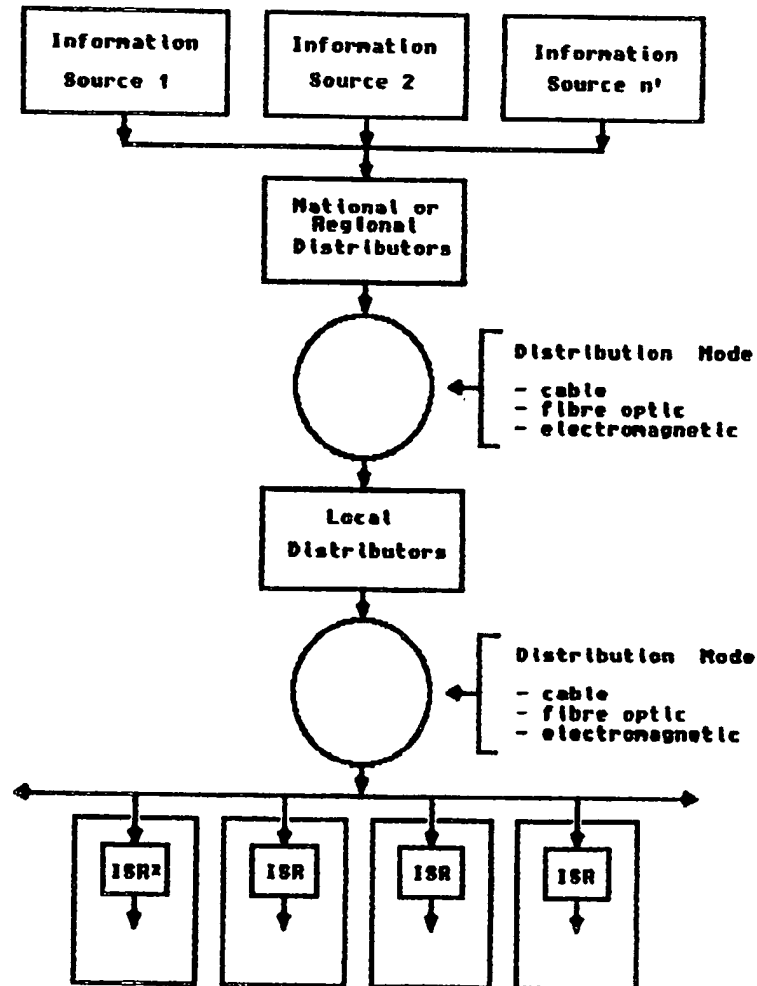 Information
Source 1
Information
Source 2
Information
Source n'
National or
Regional
Distributors
Distribution Mode
- cable
- fibre optic
- electromagnetic
Local
Distributors
Distribution Mode
- cable
- fibre optic
- electromagnetic
ISR²
ISR
ISR
ISR